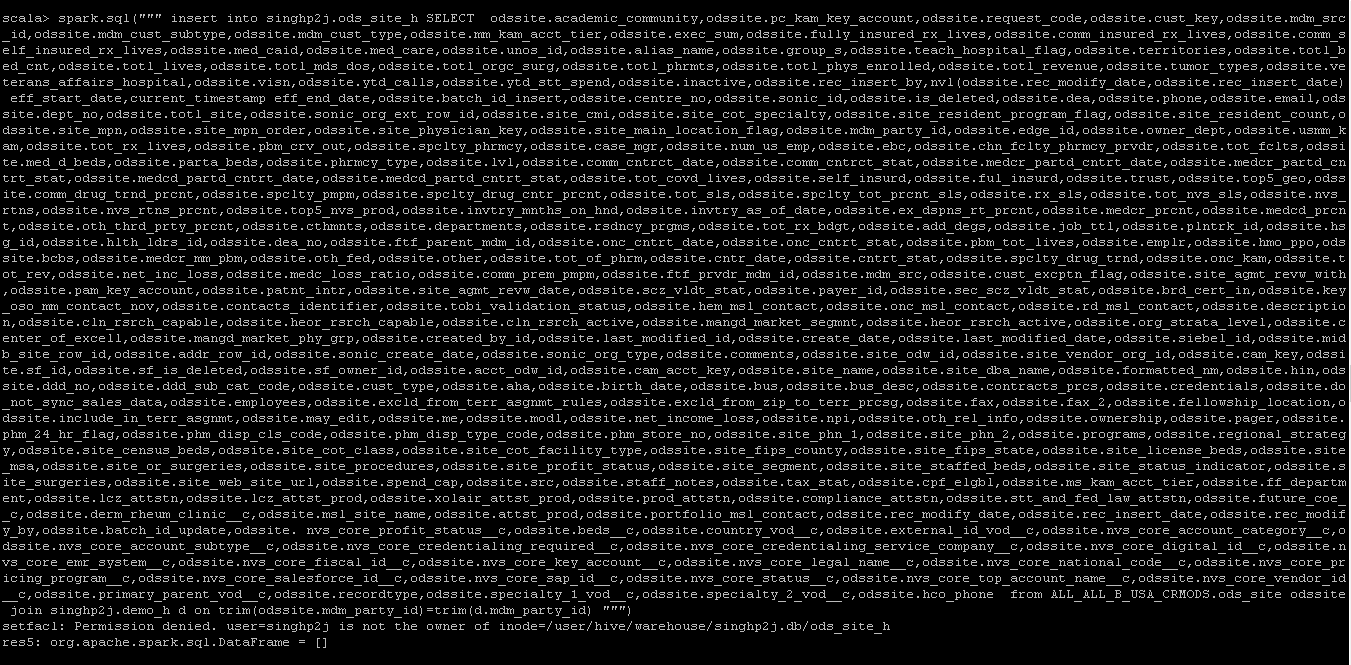 scala> spark.sql(""" insert into singhp2j.ods_site_h SELECT  odssite.academic_community,odssite.pc_kam_key_account,odssite.request_code,odssite.cust_key,odssite.mdm_src
_id,odssite.mdm_cust_subtype,odssite.mdm_cust_type,odssite.mm_kam_acct_tier,odssite.exec_sum,odssite.fully_insured_rx_lives,odssite.comm_insured_rx_lives,odssite.comm_s
elf_insured_rx_lives,odssite.med_caid,odssite.med_care,odssite.unos_id,odssite.alias_name,odssite.group_s,odssite.teach_hospital_flag,odssite.territories,odssite.totl_b
ed_cnt,odssite.totl_lives,odssite.totl_mds_dos,odssite.totl_orgc_surg,odssite.totl_phrmts,odssite.totl_phys_enrolled,odssite.totl_revenue,odssite.tumor_types,odssite.ve
terans_affairs_hospital,odssite.visn,odssite.ytd_calls,odssite.ytd_stt_spend,odssite.inactive,odssite.rec_insert_by,nvl(odssite.rec_modify_date,odssite.rec_insert_date)
 eff_start_date,current_timestamp eff_end_date,odssite.batch_id_insert,odssite.centre_no,odssite.sonic_id,odssite.is_deleted,odssite.dea,odssite.phone,odssite.email,ods
site.dept_no,odssite.totl_site,odssite.sonic_org_ext_row_id,odssite.site_cmi,odssite.site_cot_specialty,odssite.site_resident_program_flag,odssite.site_resident_count,o
dssite.site_mpn,odssite.site_mpn_order,odssite.site_physician_key,odssite.site_main_location_flag,odssite.mdm_party_id,odssite.edge_id,odssite.owner_dept,odssite.usmm_k
am,odssite.tot_rx_lives,odssite.pbm_crv_out,odssite.spclty_phrmcy,odssite.case_mgr,odssite.num_us_emp,odssite.ebc,odssite.chn_fclty_phrmcy_prvdr,odssite.tot_fclts,odssi
te.med_d_beds,odssite.parta_beds,odssite.phrmcy_type,odssite.lvl,odssite.comm_cntrct_date,odssite.comm_cntrct_stat,odssite.medcr_partd_cntrt_date,odssite.medcr_partd_cn
trt_stat,odssite.medcd_partd_cntrt_date,odssite.medcd_partd_cntrt_stat,odssite.tot_covd_lives,odssite.self_insurd,odssite.ful_insurd,odssite.trust,odssite.top5_geo,odssit
e.comm_drug_trnd_prcnt,odssite.spclty_pmpm,odssite.spclty_drug_cntr_prcnt,odssite.tot_sls,odssite.spclty_tot_prcnt_sls,odssite.rx_sls,odssite.tot_nvs_sls,odssite.nvs_
rtns,odssite.nvs_rtns_prcnt,odssite.top5_nvs_prod,odssite.invtry_mnths_on_hnd,odssite.invtry_as_of_date,odssite.ex_dspns_rt_prcnt,odssite.medcr_prcnt,odssite.medcd_prcn
t,odssite.oth_thrd_prty_prcnt,odssite.cthmnts,odssite.departments,odssite.rsdncy_prgms,odssite.tot_rx_bdgt,odssite.add_degs,odssite.job_ttl,odssite.plntrk_id,odssite.hs
g_id,odssite.hlth_ldrs_id,odssite.dea_no,odssite.ftf_parent_mdm_id,odssite.onc_cntrt_date,odssite.onc_cntrt_stat,odssite.pbm_tot_lives,odssite.emplr,odssite.hmo_ppo,ods
site.bcbs,odssite.medcr_mm_pbm,odssite.oth_fed,odssite.other,odssite.tot_of_phrm,odssite.cntr_date,odssite.cntrt_stat,odssite.spclty_drug_trnd,odssite.onc_kam,odssite.t
ot_rev,odssite.net_inc_loss,odssite.medc_loss_ratio,odssite.comm_prem_pmpm,odssite.ftf_prvdr_mdm_id,odssite.mdm_src,odssite.cust_excptn_flag,odssite.site_agmt_revw_with
,odssite.pam_key_account,odssite.patnt_intr,odssite.site_agmt_revw_date,odssite.scz_vldt_stat,odssite.payer_id,odssite.sec_scz_vldt_stat,odssite.brd_cert_in,odssite.key
_oso_mm_contact_nov,odssite.contacts_identifier,odssite.tobi_validation_status,odssite.hem_msl_contact,odssite.onc_msl_contact,odssite.rd_msl_contact,odssite.descriptio
n,odssite.cln_rsrch_capable,odssite.heor_rsrch_capable,odssite.cln_rsrch_active,odssite.mangd_market_segmnt,odssite.heor_rsrch_active,odssite.org_strata_level,odssite.c
enter_of_excell,odssite.mangd_market_phy_grp,odssite.created_by_id,odssite.last_modified_id,odssite.create_date,odssite.last_modified_date,odssite.siebel_id,odssite.mid
b_site_row_id,odssite.addr_row_id,odssite.sonic_create_date,odssite.sonic_org_type,odssite.comments,odssite.site_odw_id,odssite.site_vendor_org_id,odssite.cam_key,odssi
te.sf_id,odssite.sf_is_deleted,odssite.sf_owner_id,odssite.acct_odw_id,odssite.cam_acct_key,odssite.site_name,odssite.site_dba_name,odssite.formatted_nm,odssite.hin,ods
site.ddd_no,odssite.ddd_sub_cat_code,odssite.cust_type,odssite.aha,odssite.birth_date,odssite.bus,odssite.bus_desc,odssite.contracts_prcs,odssite.credentials,odssite.do
_not_sync_sales_data,odssite.employees,odssite.excld_from_terr_asgnmt_rules,odssite.excld_from_zip_to_terr_prcsg,odssite.fax,odssite.fax_2,odssite.fellowship_location,o
dssite.include_in_terr_asgnmt,odssite.may_edit,odssite.me,odssite.modl,odssite.net_income_loss,odssite.npi,odssite.oth_rel_info,odssite.ownership,odssite.pager,odssite.
phm_24_hr_flag,odssite.phm_disp_cls_code,odssite.phm_disp_type_code,odssite.phm_store_no,odssite.site_phn_1,odssite.site_phn_2,odssite.programs,odssite.regional_strateg
y,odssite.site_census_beds,odssite.site_cot_class,odssite.site_cot_facility_type,odssite.site_fips_county,odssite.site_fips_state,odssite.site_license_beds,odssite.site
_msa,odssite.site_or_surgeries,odssite.site_procedures,odssite.site_profit_status,odssite.site_segment,odssite.site_staffed_beds,odssite.site_status_indicator,odssite.s
ite_surgeries,odssite.site_web_site_url,odssite.spend_cap,odssite.src,odssite.staff_notes,odssite.tax_stat,odssite.cpf_elgbl,odssite.ms_kam_acct_tier,odssite.ff_departm
ent,odssite.lcz_attstn,odssite.lcz_attst_prod,odssite.xolair_attst_prod,odssite.prod_attstn,odssite.compliance_attstn,odssite.stt_and_fed_law_attstn,odssite.future_coe_
_c,odssite.derm_rheum_clinic__c,odssite.msl_site_name,odssite.attst_prod,odssite.portfolio_msl_contact,odssite.rec_modify_date,odssite.rec_insert_date,odssite.rec_modif
y_by,odssite.batch_id_update,odssite. nvs_core_profit_status__c,odssite.beds__c,odssite.country_vod__c,odssite.external_id_vod__c,odssite.nvs_core_account_category__c,o
dssite.nvs_core_account_subtype__c,odssite.nvs_core_credentialing_required__c,odssite.nvs_core_credentialing_service_company__c,odssite.nvs_core_digital_id__c,odssite.n
vs_core_emr_system__c,odssite.nvs_core_fiscal_id__c,odssite.nvs_core_key_account__c,odssite.nvs_core_legal_name__c,odssite.nvs_core_national_code__c,odssite.nvs_core_pr
icing_program__c,odssite.nvs_core_salesforce_id__c,odssite.nvs_core_sap_id__c,odssite.nvs_core_status__c,odssite.nvs_core_top_account_name__c,odssite.nvs_core_vendor_id
__c,odssite.primary_parent_vod__c,odssite.recordtype,odssite.specialty_1_vod__c,odssite.specialty_2_vod__c,odssite.hco_phone  from ALL_ALL_B_USA_CRMODS.ods_site odssite
 join singhp2j.demo_h d on trim(odssite.mdm_party_id)=trim(d.mdm_party_id) """)
setfacl: Permission denied. user=singhp2j is not the owner of inode=/user/hive/warehouse/singhp2j.db/ods_site_h
res5: org.apache.spark.sql.DataFrame = []